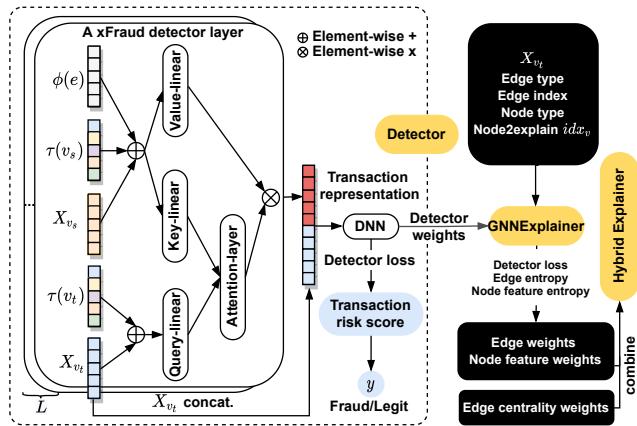 A xFraud detector layer
⊕ Element-wise +
⊗ Element-wise x
ϕ(e)
τ(v_s)
X_{v_s}
τ(v_t)
X_{v_t}
Value-linear
Key-linear
Query-linear
Attention-layer
L
X_{v_t} concat.
Transaction
representation
DNN
Detector loss
Transaction
risk score
y
Fraud/Legit
Detector
Detector
weights
X_{v_t}
Edge type
Edge index
Node type
Node2explain idx_v
GNNExplainer
Detector loss
Edge entropy
Node feature entropy
Edge weights
Node feature weights
Edge centrality weights
Hybrid Explainer
combine